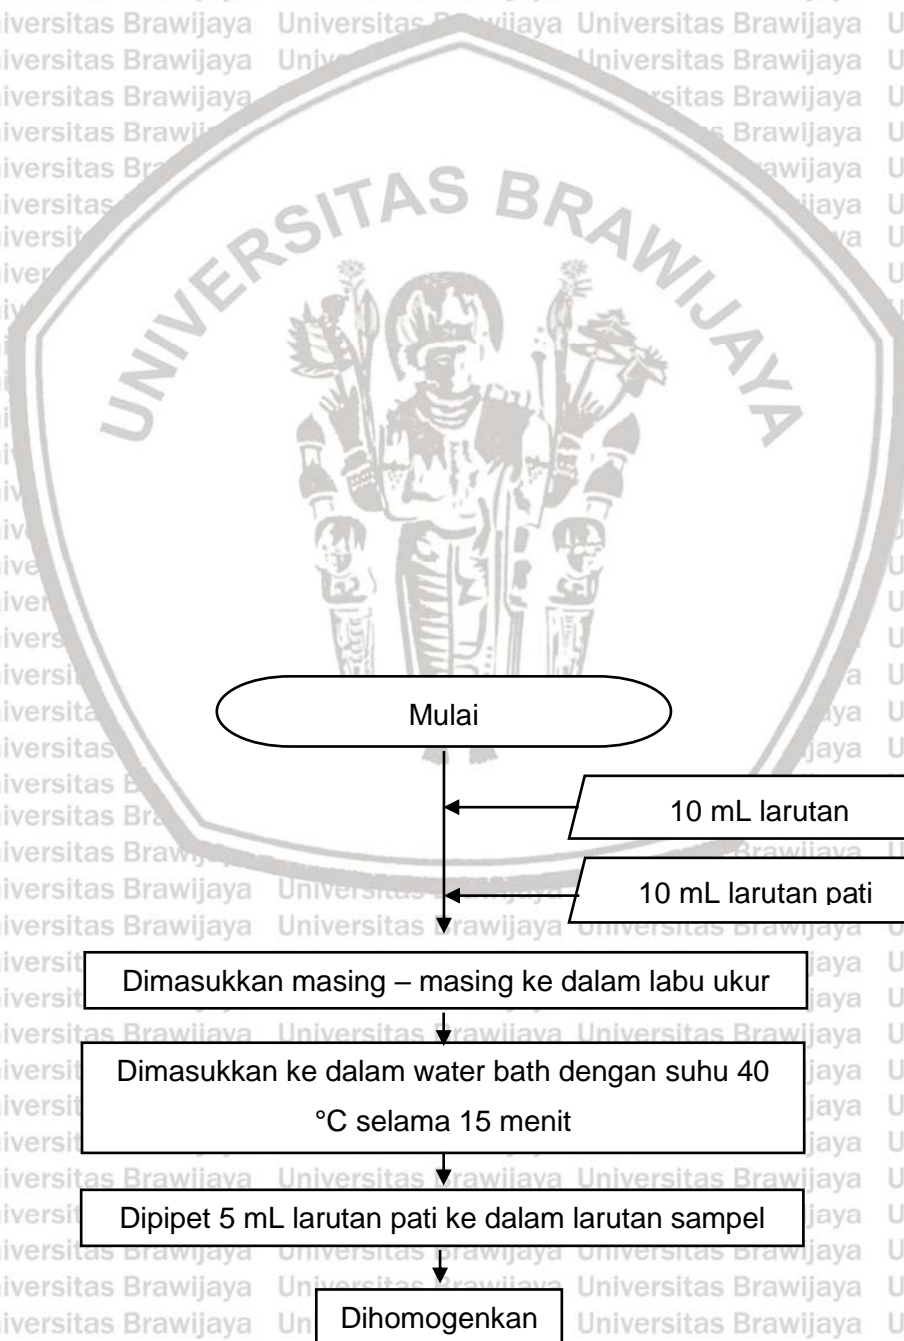 UNIVERSITAS BRAWIJAYA
Mulai
10 mL larutan
10 mL larutan pati
Dimasukkan masing – masing ke dalam labu ukur
Dimasukkan ke dalam water bath dengan suhu 40
°C selama 15 menit
Dipipet 5 mL larutan pati ke dalam larutan sampel
Dihomogenkan